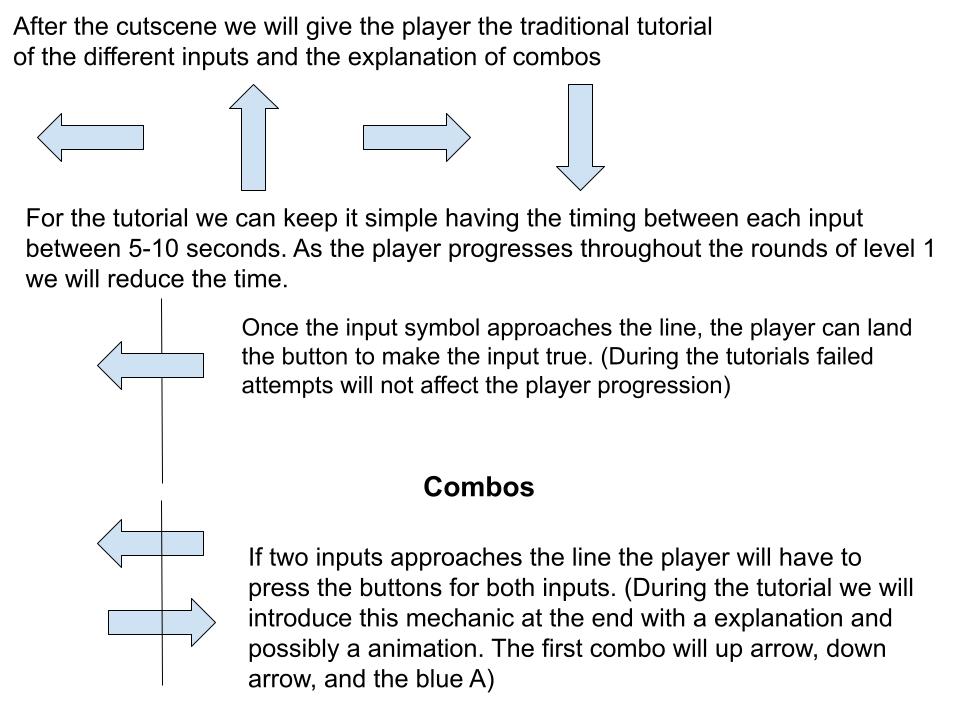 After the cutscene we will give the player the traditional tutorial
of the different inputs and the explanation of combos
For the tutorial we can keep it simple having the timing between each input
between 5-10 seconds. As the player progresses throughout the rounds of level 1
we will reduce the time.
Once the input symbol approaches the line, the player can land
the button to make the input true. (During the tutorials failed
attempts will not affect the player progression)
Combos
If two inputs approaches the line the player will have to
press the buttons for both inputs. (During the tutorial we will
introduce this mechanic at the end with a explanation and
possibly a animation. The first combo will up arrow, down
arrow, and the blue A)